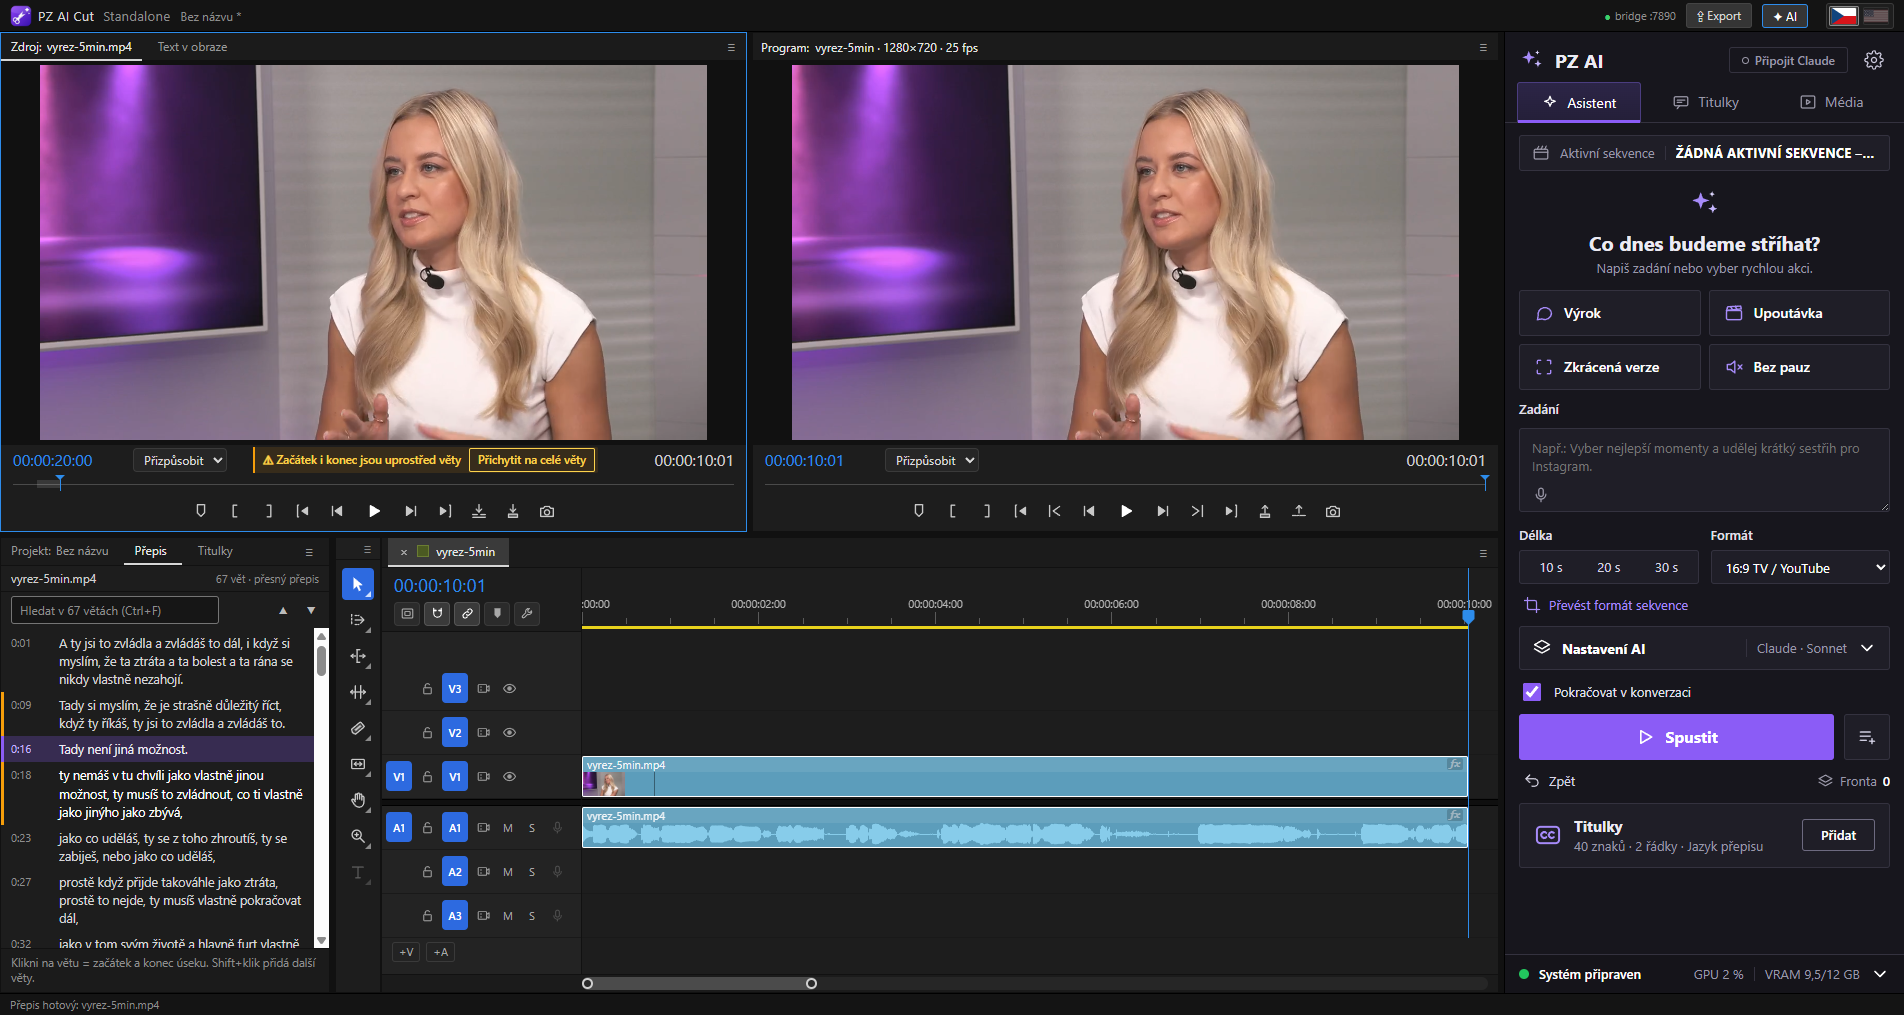 PZ AI Cut Standalone Bez názvu *
bridge :7890 Export AI
Zdroj: vyrez-5min.mp4 Text v obraze
Program: vyrez-5min · 1280×720 · 25 fps
00:00:20:00 Přizpůsobit Začátek i konec jsou uprostřed věty Přichytit na celé věty 00:00:10:01
00:00:10:01 Přizpůsobit 00:00:10:01
Projekt: Bez názvu Přepis Titulky
vyrez-5min.mp4 67 vět · přesný přepis
Hledat v 67 větách (Ctrl+F)
0:01 A ty jsi to zvládla a zvládáš to dál, i když si
myslím, že ta ztráta a ta bolest a ta rána se
nikdy vlastně nezahojí.
0:09 Tady si myslím, že je strašně důležitý říct,
když ty říkáš, ty jsi to zvládla a zvládáš to.
0:16 Tady není jiná možnost.
0:18 ty nemáš v tu chvíli jako vlastně jinou
možnost, ty musíš to zvládnout, co ti vlastně
jako jinýho jako zbývá,
0:23 jako co uděláš, ty se z toho zhroutíš, ty se
zabiješ, nebo jako co uděláš,
0:27 prostě když přijde takováhle jako ztráta,
prostě to nejde, ty musíš vlastně pokračovat
dál,
0:32 jako v tom svým životě a hlavně furt vlastně
Klikni na větu = začátek a konec úseku. Shift+klik přidá další
věty.
Přepis hotový: vyrez-5min.mp4
vyrez-5min
00:00:10:01
:00:00 00:00:02:00 00:00:04:00 00:00:06:00 00:00:08:00 00:00:10:00
V3
V2
V1 V1
vyrez-5min.mp4 fx
A1 A1 M S
vyrez-5min.mp4 fx
A2 M S
A3 M S
+V +A
PZ AI Připojit Claude
Asistent Titulky Média
Aktivní sekvence ŽÁDNÁ AKTIVNÍ SEKVENCE –...
Co dnes budeme stříhat?
Napiš zadání nebo vyber rychlou akci.
Výrok Upoutávka
Zkrácená verze Bez pauz
Zadání
Např.: Vyber nejlepší momenty a udělej krátký sestřih pro
Instagram.
Délka Formát
10 s 20 s 30 s 16:9 TV / YouTube
Převést formát sekvence
Nastavení AI Claude · Sonnet
Pokračovat v konverzaci
Spustit
Zpět Fronta 0
CC Titulky
40 znaků · 2 řádky · Jazyk přepisu
Přidat
Systém připraven GPU 2 % VRAM 9,5/12 GB